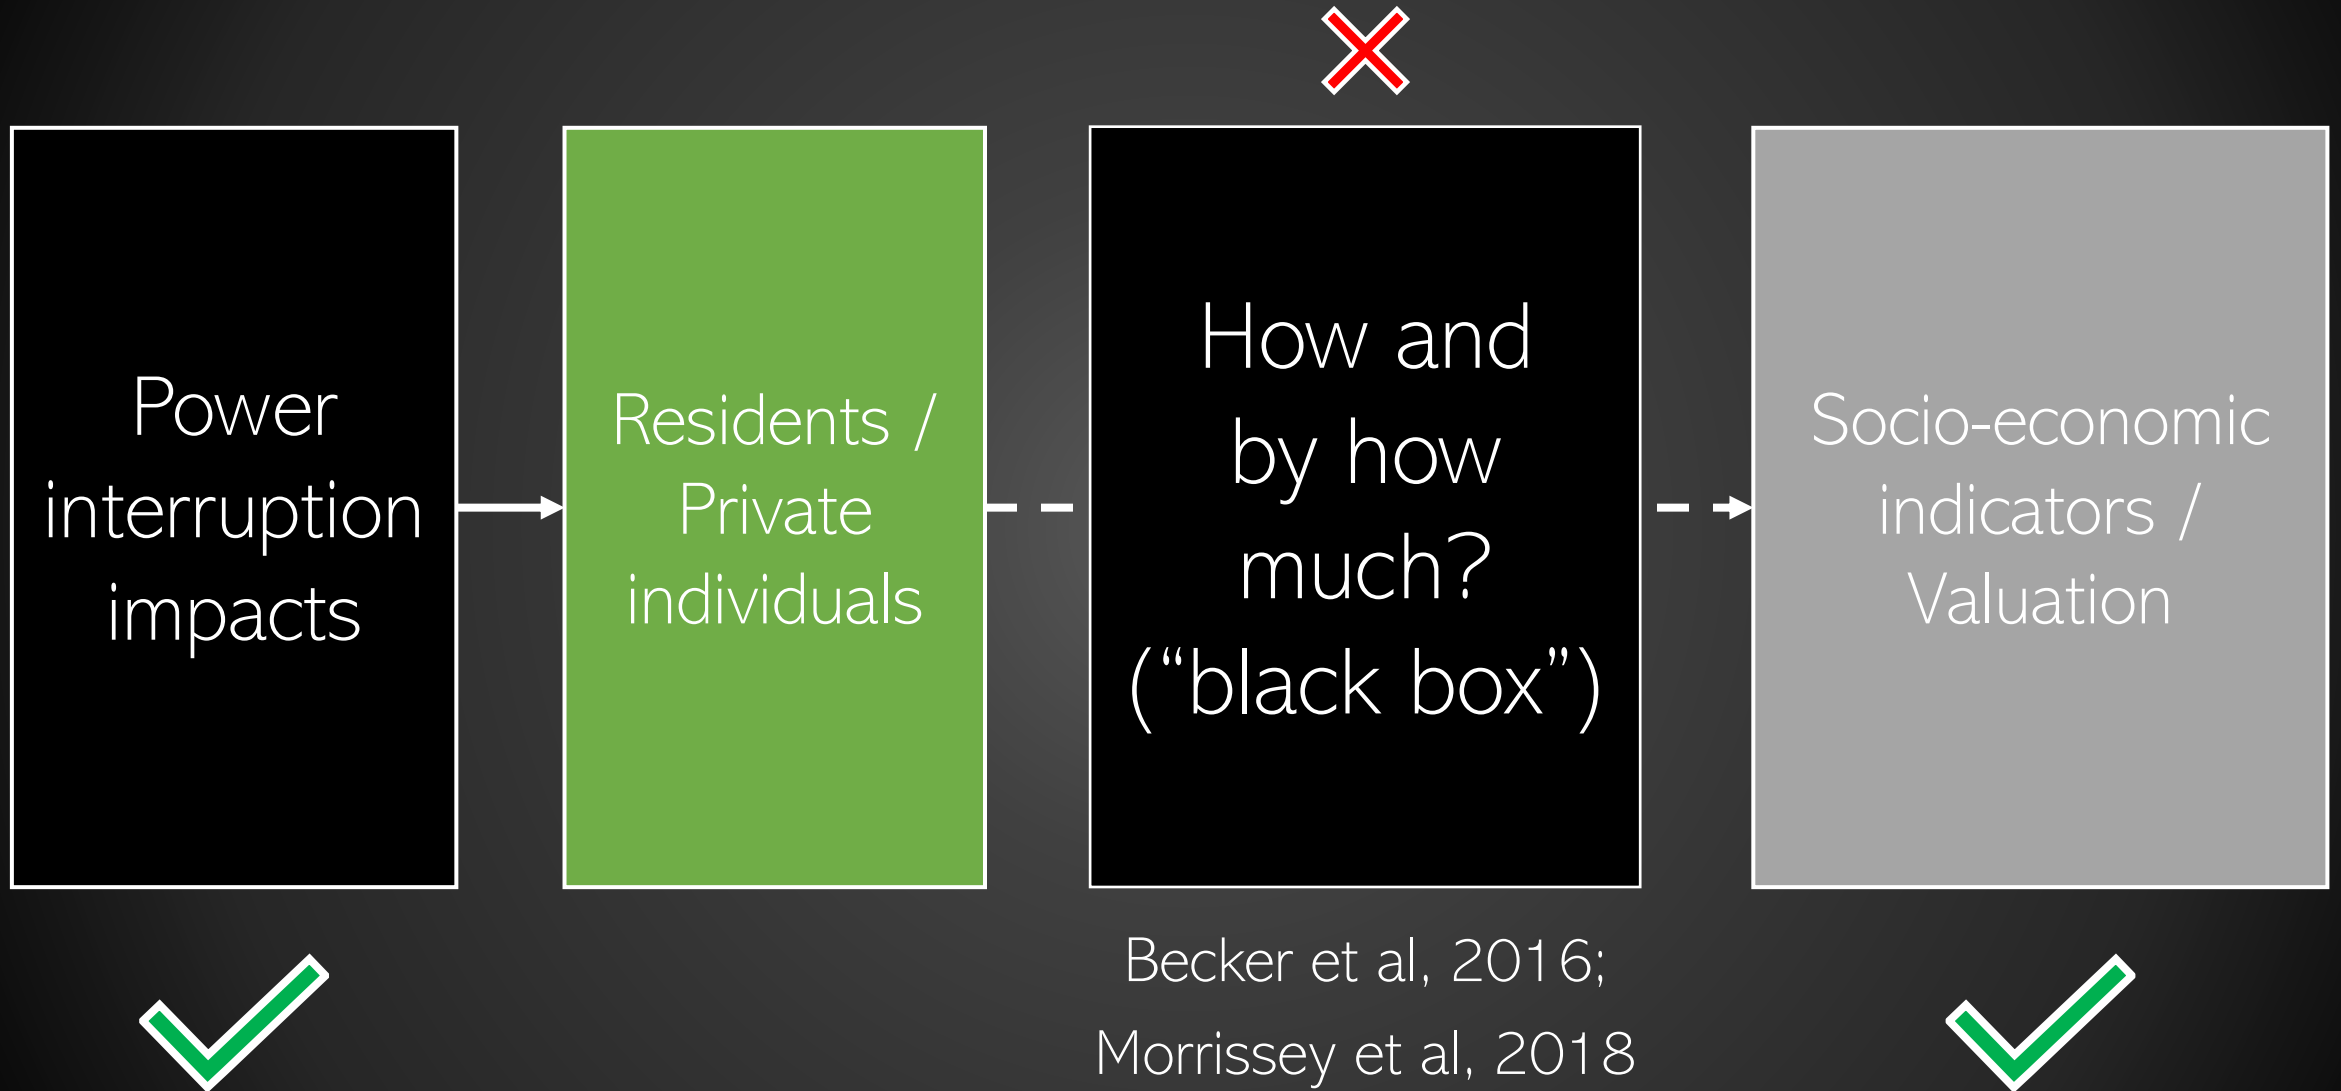 Power
interruption
impacts
Residents /
Private
individuals
How and
by how
much?
(“black box”)
Socio-economic
indicators /
Valuation
Becker et al, 2016;
Morrissey et al, 2018